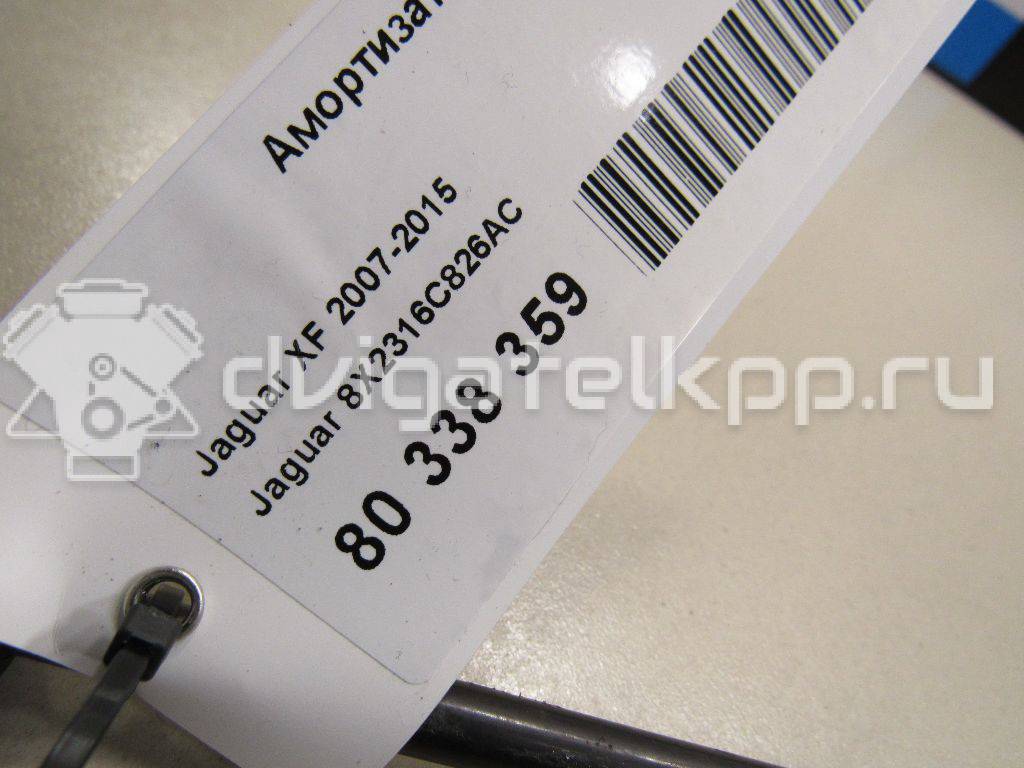 Амортиза
Jaguar XF 2007-2015
Jaguar 8X2316C826AC
80 338 359
dvigatelkpp.ru